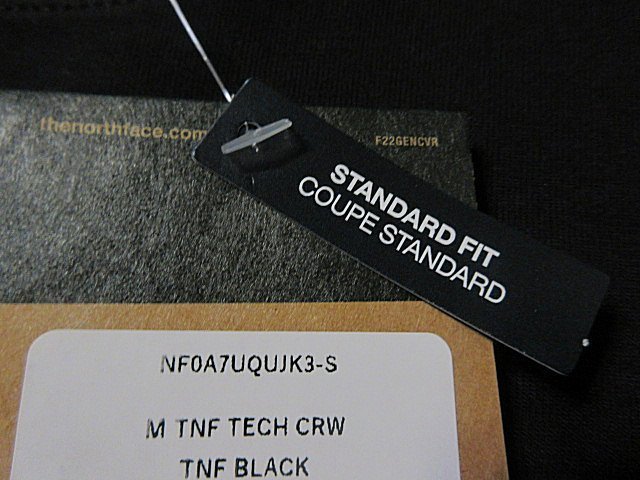 thenorthface.com
F22GENCVR
STANDARD FIT
COUPE STANDARD
NF0A7UQUJK3-S
M TNF TECH CRW
TNF BLACK